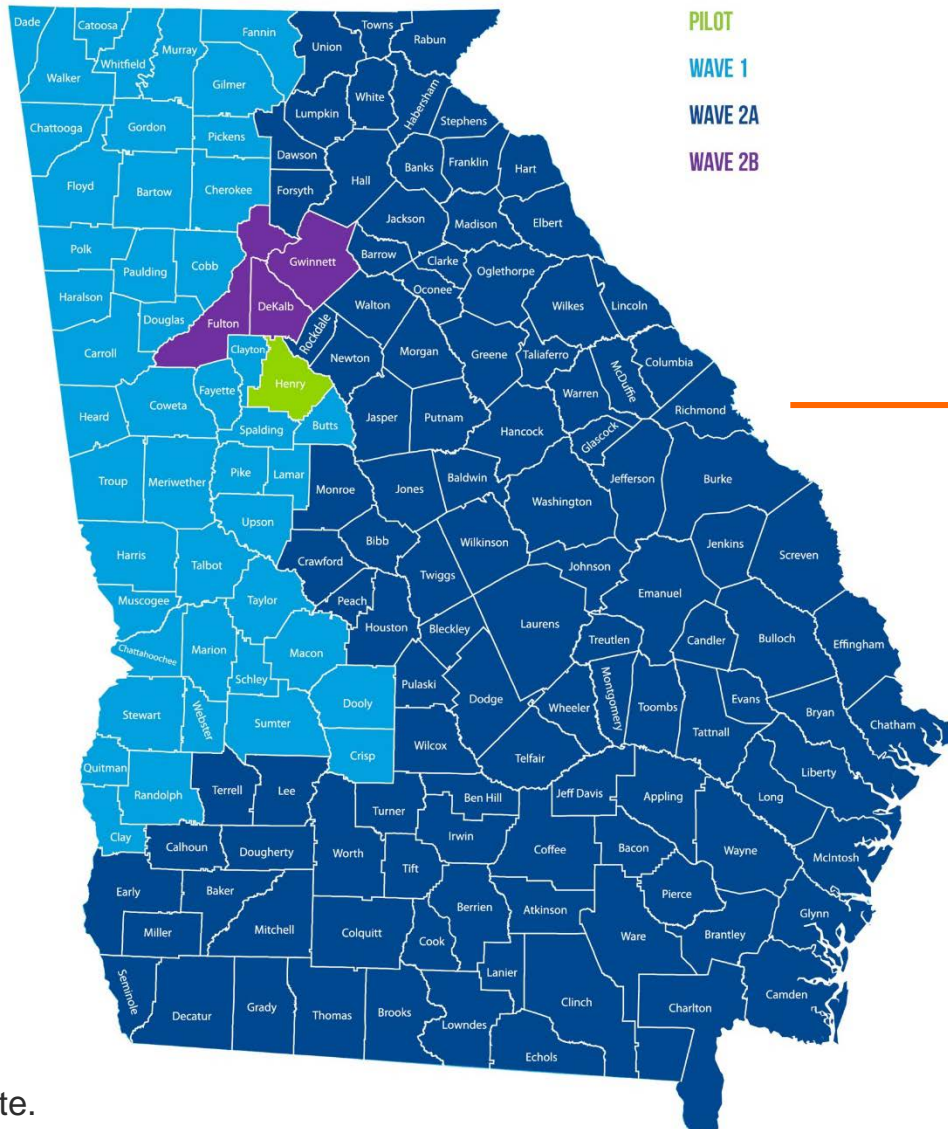 PILOT
WAVE 1
WAVE 2A
WAVE 2B
Dade
Catoosa
Whitfield
Murray
Fannin
Union
Towns
Rabun
Walker
Gilmer
Lumpkin
White
Habersham
Stephens
Chattooga
Gordon
Pickens
Dawson
Hall
Banks
Franklin
Hart
Floyd
Bartow
Cherokee
Forsyth
Jackson
Madison
Elbert
Polk
Paulding
Cobb
Gwinnett
Barrow
Clarke
Oconee
Oglethorpe
Wilkes
Lincoln
Haralson
Douglas
Fulton
DeKalb
Rockdale
Walton
Morgan
Greene
Taliaferro
McDuffie
Columbia
Carroll
Clayton
Henry
Newton
Warren
Richmond
Heard
Coweta
Fayette
Spalding
Butts
Jasper
Putnam
Hancock
Glascock
Troup
Meriwether
Pike
Lamar
Monroe
Jones
Baldwin
Washington
Jefferson
Burke
Upson
Bibb
Wilkinson
Jenkins
Screven
Harris
Talbot
Crawford
Twiggs
Johnson
Emanuel
Muscogee
Taylor
Peach
Houston
Bleckley
Laurens
Treutlen
Candler
Bulloch
Effingham
Chattahoochee
Marion
Macon
Schley
Pulaski
Dodge
Wheeler
Montgomery
Toombs
Evans
Bryan
Chatham
Stewart
Webster
Sumter
Dooly
Crisp
Wilcox
Telfair
Tattnall
Liberty
Quitman
Randolph
Terrell
Lee
Turner
Ben Hill
Jeff Davis
Appling
Long
Clay
Calhoun
Dougherty
Worth
Tift
Irwin
Coffee
Bacon
Wayne
McIntosh
Early
Baker
Mitchell
Colquitt
Cook
Berrien
Atkinson
Ware
Pierce
Brantley
Glynn
Miller
Seminole
Decatur
Grady
Thomas
Brooks
Lanier
Lowndes
Clinch
Echols
Charlton
Camden
te.